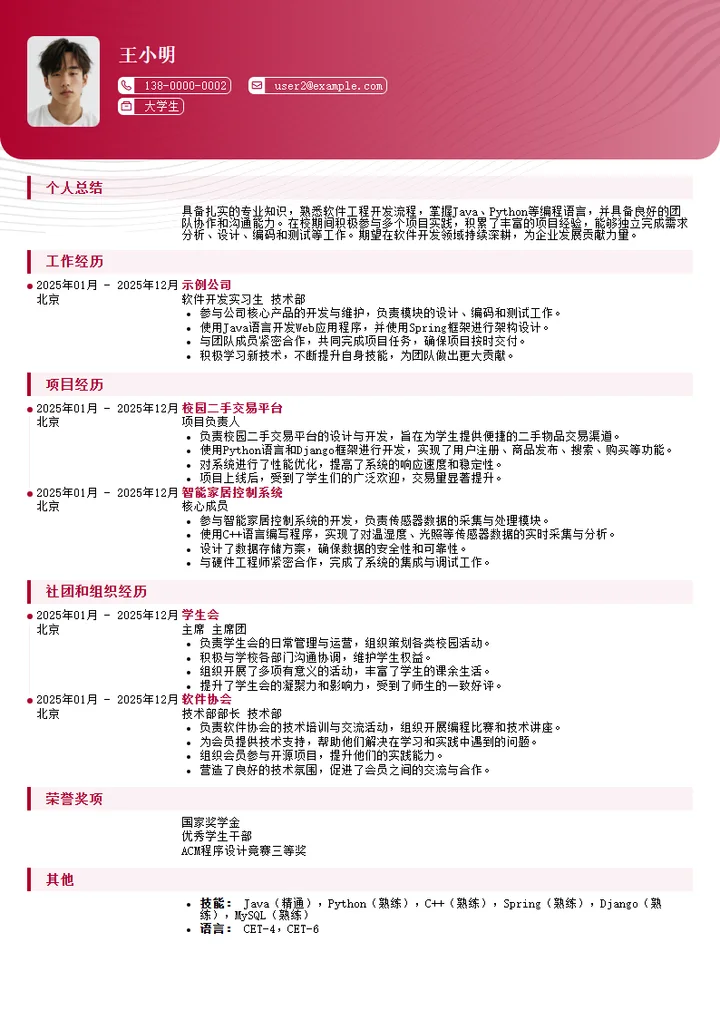 王小明
138-0000-0002
user2@example.com
大学生
个人总结
具备扎实的专业知识，熟悉软件工程开发流程，掌握Java、Python等编程语言，并具备良好的团
队协作和沟通能力。在校期间积极参与多个项目实践，积累了丰富的项目经验，能够独立完成需求
分析、设计、编码和测试等工作。期望在软件开发领域持续深耕，为企业发展贡献力量。
工作经历
2025年01月 - 2025年12月 示例公司
北京 软件开发实习生 技术部
• 参与公司核心产品的开发与维护，负责模块的设计、编码和测试工作。
• 使用Java语言开发Web应用程序，并使用Spring框架进行架构设计。
• 与团队成员紧密合作，共同完成项目任务，确保项目按时交付。
• 积极学习新技术，不断提升自身技能，为团队做出更大贡献。
项目经历
2025年01月 - 2025年12月 校园二手交易平台
北京 项目负责人
• 负责校园二手交易平台的设计与开发，旨在为学生提供便捷的二手物品交易渠道。
• 使用Python语言和Django框架进行开发，实现了用户注册、商品发布、搜索、购买等功能。
• 对系统进行了性能优化，提高了系统的响应速度和稳定性。
• 项目上线后，受到了学生们的广泛欢迎，交易量显著提升。
2025年01月 - 2025年12月 智能家居控制系统
北京 核心成员
• 参与智能家居控制系统的开发，负责传感器数据的采集与处理模块。
• 使用C++语言编写程序，实现了对温湿度、光照等传感器数据的实时采集与分析。
• 设计了数据存储方案，确保数据的安全性和可靠性。
• 与硬件工程师紧密合作，完成了系统的集成与调试工作。
社团和组织经历
2025年01月 - 2025年12月 学生会
北京 主席 主席团
• 负责学生会的日常管理与运营，组织策划各类校园活动。
• 积极与学校各部门沟通协调，维护学生权益。
• 组织开展了多项有意义的活动，丰富了学生的课余生活。
• 提升了学生会的凝聚力和影响力，受到了师生的一致好评。
2025年01月 - 2025年12月 软件协会
北京 技术部部长 技术部
• 负责软件协会的技术培训与交流活动，组织开展编程比赛和技术讲座。
• 为会员提供技术支持，帮助他们解决在学习和实践中遇到的问题。
• 组织会员参与开源项目，提升他们的实践能力。
• 营造了良好的技术氛围，促进了会员之间的交流与合作。
荣誉奖项
国家奖学金
优秀学生干部
ACM程序设计竞赛三等奖
其他
• 技能： Java（精通），Python（熟练），C++（熟练），Spring（熟练），Django（熟
练），MySQL（熟练）
• 语言： CET-4，CET-6